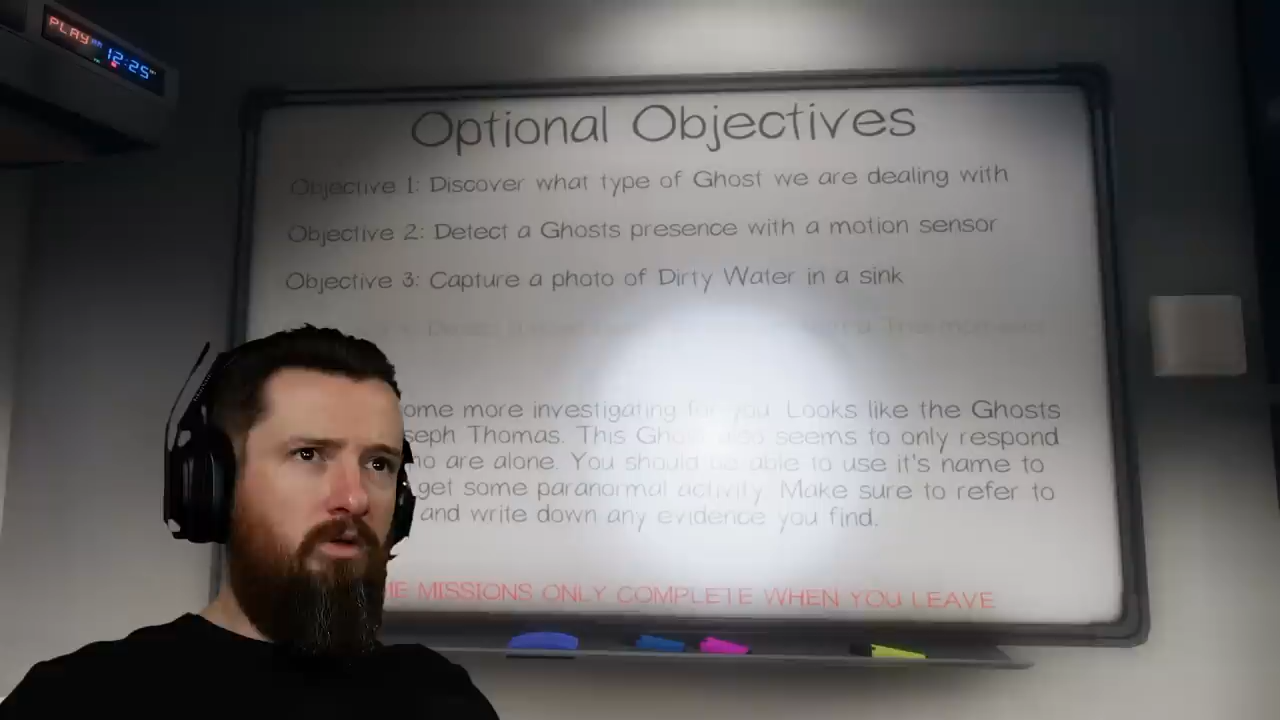 PLAY 12:25
Optional Objectives
Objective 1: Discover what type of Ghost we are dealing with
Objective 2: Detect a Ghosts presence with a motion sensor
Objective 3: Capture a photo of Dirty Water in a sink
ome more investigating for you. Looks like the Ghosts
seph Thomas. This Ghost also seems to only respond
ho are alone. You should be able to use it's name to
get some paranormal activity. Make sure to refer to
and write down any evidence you find.
MISSIONS ONLY COMPLETE WHEN YOU LEAVE